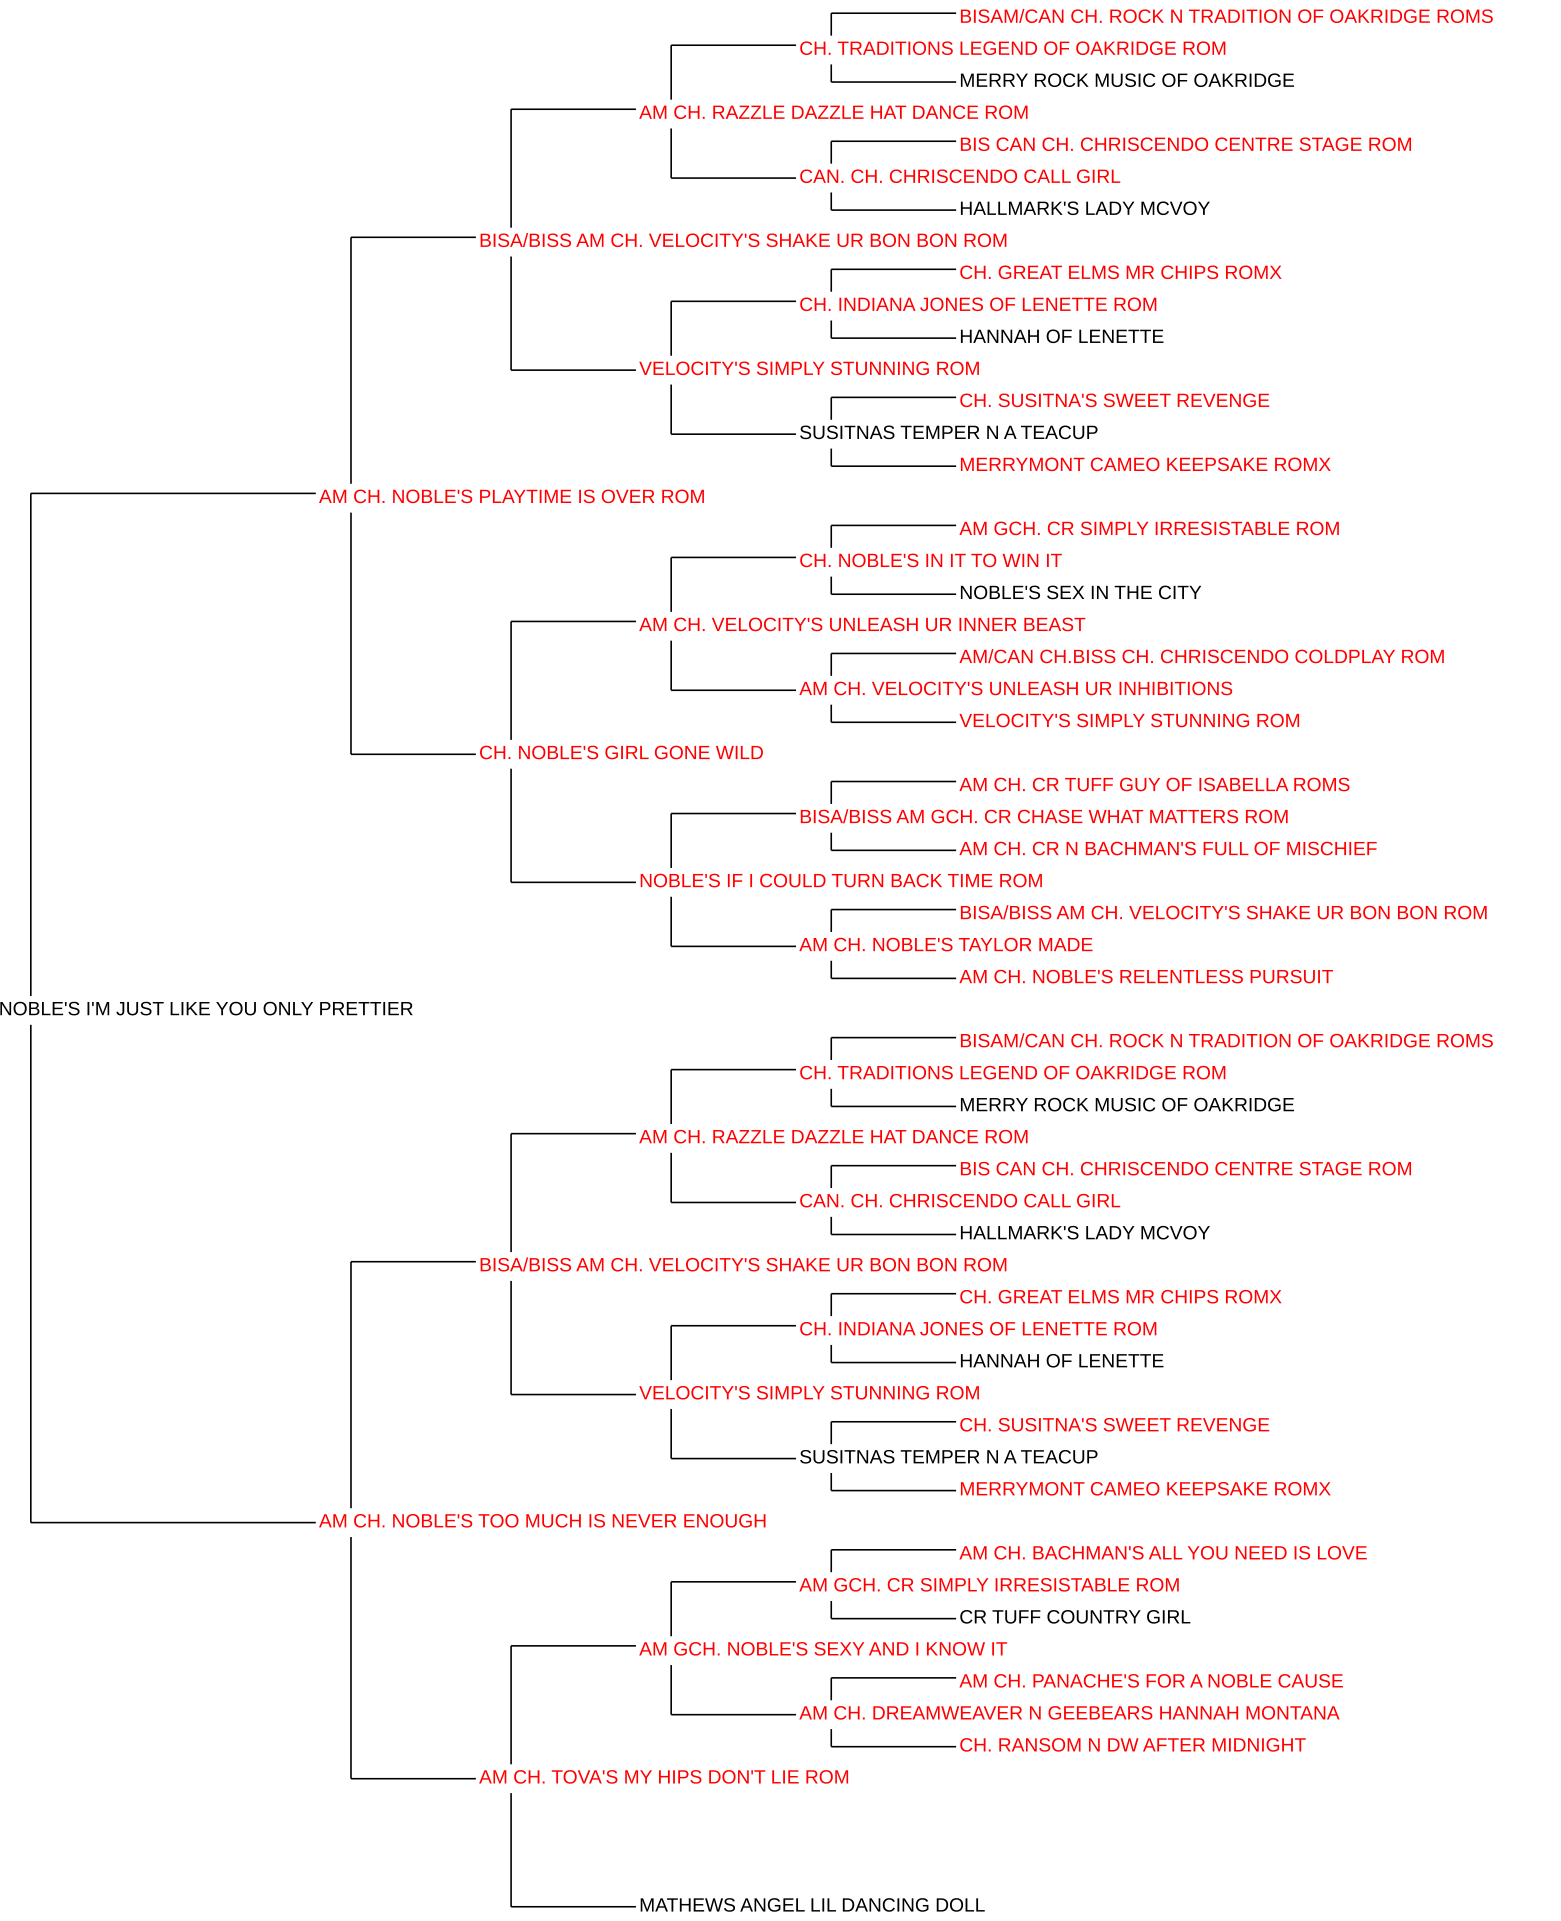 BISAM/CAN CH. ROCK N TRADITION OF OAKRIDGE ROMS
CH. TRADITIONS LEGEND OF OAKRIDGE ROM
MERRY ROCK MUSIC OF OAKRIDGE
AM CH. RAZZLE DAZZLE HAT DANCE ROM
BIS CAN CH. CHRISCENDO CENTRE STAGE ROM
CAN. CH. CHRISCENDO CALL GIRL
HALLMARK'S LADY MCVOY
BISA/BISS AM CH. VELOCITY'S SHAKE UR BON BON ROM
CH. GREAT ELMS MR CHIPS ROMX
CH. INDIANA JONES OF LENETTE ROM
HANNAH OF LENETTE
VELOCITY'S SIMPLY STUNNING ROM
CH. SUSITNA'S SWEET REVENGE
SUSITNAS TEMPER N A TEACUP
MERRYMONT CAMEO KEEPSAKE ROMX
AM CH. NOBLE'S PLAYTIME IS OVER ROM
AM GCH. CR SIMPLY IRRESISTABLE ROM
CH. NOBLE'S IN IT TO WIN IT
NOBLE'S SEX IN THE CITY
AM CH. VELOCITY'S UNLEASH UR INNER BEAST
AM/CAN CH.BISS CH. CHRISCENDO COLDPLAY ROM
AM CH. VELOCITY'S UNLEASH UR INHIBITIONS
VELOCITY'S SIMPLY STUNNING ROM
CH. NOBLE'S GIRL GONE WILD
AM CH. CR TUFF GUY OF ISABELLA ROMS
BISA/BISS AM GCH. CR CHASE WHAT MATTERS ROM
AM CH. CR N BACHMAN'S FULL OF MISCHIEF
NOBLE'S IF I COULD TURN BACK TIME ROM
BISA/BISS AM CH. VELOCITY'S SHAKE UR BON BON ROM
AM CH. NOBLE'S TAYLOR MADE
AM CH. NOBLE'S RELENTLESS PURSUIT
NOBLE'S I'M JUST LIKE YOU ONLY PRETTIER
BISAM/CAN CH. ROCK N TRADITION OF OAKRIDGE ROMS
CH. TRADITIONS LEGEND OF OAKRIDGE ROM
MERRY ROCK MUSIC OF OAKRIDGE
AM CH. RAZZLE DAZZLE HAT DANCE ROM
BIS CAN CH. CHRISCENDO CENTRE STAGE ROM
CAN. CH. CHRISCENDO CALL GIRL
HALLMARK'S LADY MCVOY
BISA/BISS AM CH. VELOCITY'S SHAKE UR BON BON ROM
CH. GREAT ELMS MR CHIPS ROMX
CH. INDIANA JONES OF LENETTE ROM
HANNAH OF LENETTE
VELOCITY'S SIMPLY STUNNING ROM
CH. SUSITNA'S SWEET REVENGE
SUSITNAS TEMPER N A TEACUP
MERRYMONT CAMEO KEEPSAKE ROMX
AM CH. NOBLE'S TOO MUCH IS NEVER ENOUGH
AM CH. BACHMAN'S ALL YOU NEED IS LOVE
AM GCH. CR SIMPLY IRRESISTABLE ROM
CR TUFF COUNTRY GIRL
AM GCH. NOBLE'S SEXY AND I KNOW IT
AM CH. PANACHE'S FOR A NOBLE CAUSE
AM CH. DREAMWEAVER N GEEBEARS HANNAH MONTANA
CH. RANSOM N DW AFTER MIDNIGHT
AM CH. TOVA'S MY HIPS DON'T LIE ROM
MATHEWS ANGEL LIL DANCING DOLL